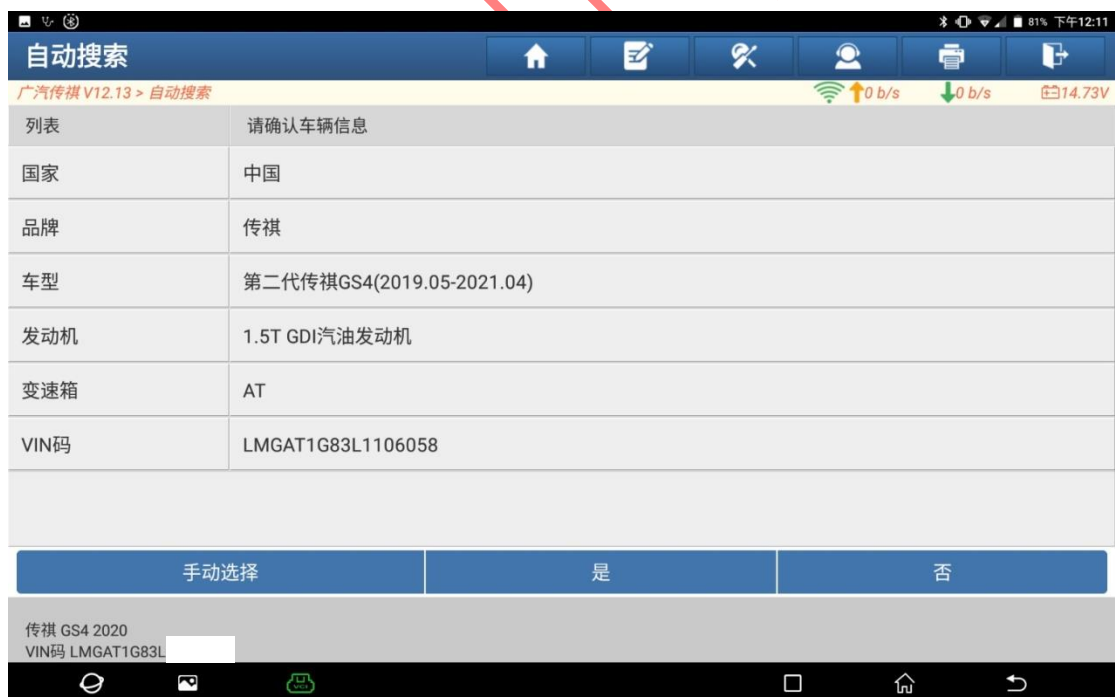 81% 下午12:11
自动搜索
广汽传祺 V12.13 > 自动搜索 0 b/s 0 b/s 14.73V
列表 请确认车辆信息
国家 中国
品牌 传祺
车型 第二代传祺GS4(2019.05-2021.04)
发动机 1.5T GDI汽油发动机
变速箱 AT
VIN码 LMGAT1G83L1106058
手动选择 是 否
传祺 GS4 2020
VIN码 LMGAT1G83L
VCI